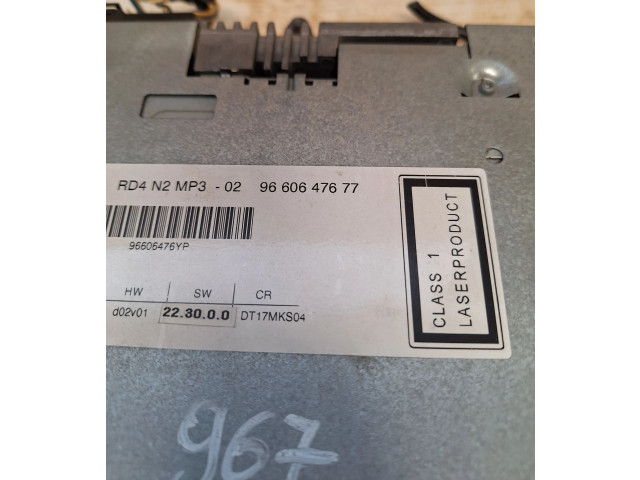 RD4 N2 MP3 - 02 96 606 476 77
96606476YP
HW SW CR
d02v01 22.30.0.0 DT17MKS04
CLASS 1
LASERPRODUCT
967